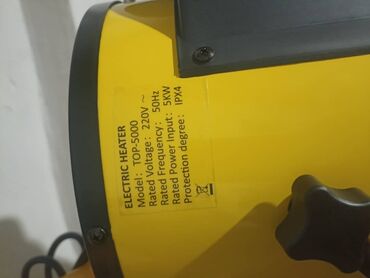 ELECTRIC HEATER
Model: TOP-5000
Rated Voltage: 220V ~
Rated Frequency: 50Hz
Rated Power Input: 5KW
Protection degree: IPX4